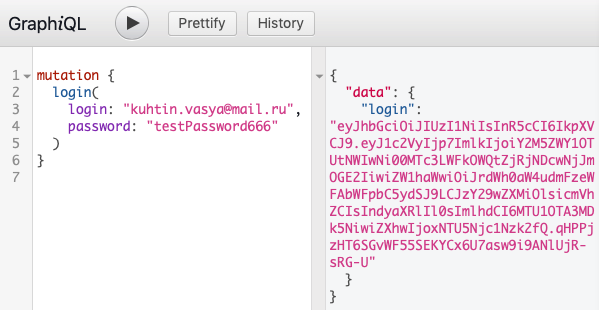 GraphiQL
Prettify
History
1 mutation {
2 login(
3 login: "kuhtin.vasya@mail.ru",
4 password: "testPassword666"
5 )
6 }
7
{
"data": {
"login":
"eyJhbGciOiJIUzI1NiIsInR5cCI6IkpXV
CJ9.eyJ1c2VyIjp7ImlkIjoiY2M5ZWY1OT
UtNWIwNi00MTc3LWFkOWQtZjRjNDcwNjJm
OGE2IiwiZW1haWwiOiJrdWh0aW4udmFzeW
FAbWFpbC5ydSJ9LCJzY29wZXMiOlsicmVh
ZCIsIndyaXRlIl0sImlhdCI6MTU1OTA3MD
k5NiwiZXhwIjoxNTU5Njc1Nzk2fQ.qHPPj
zHT6SGvWF55SEKYCx6U7asw9i9ANlUjR-
sRG-U"
}
}